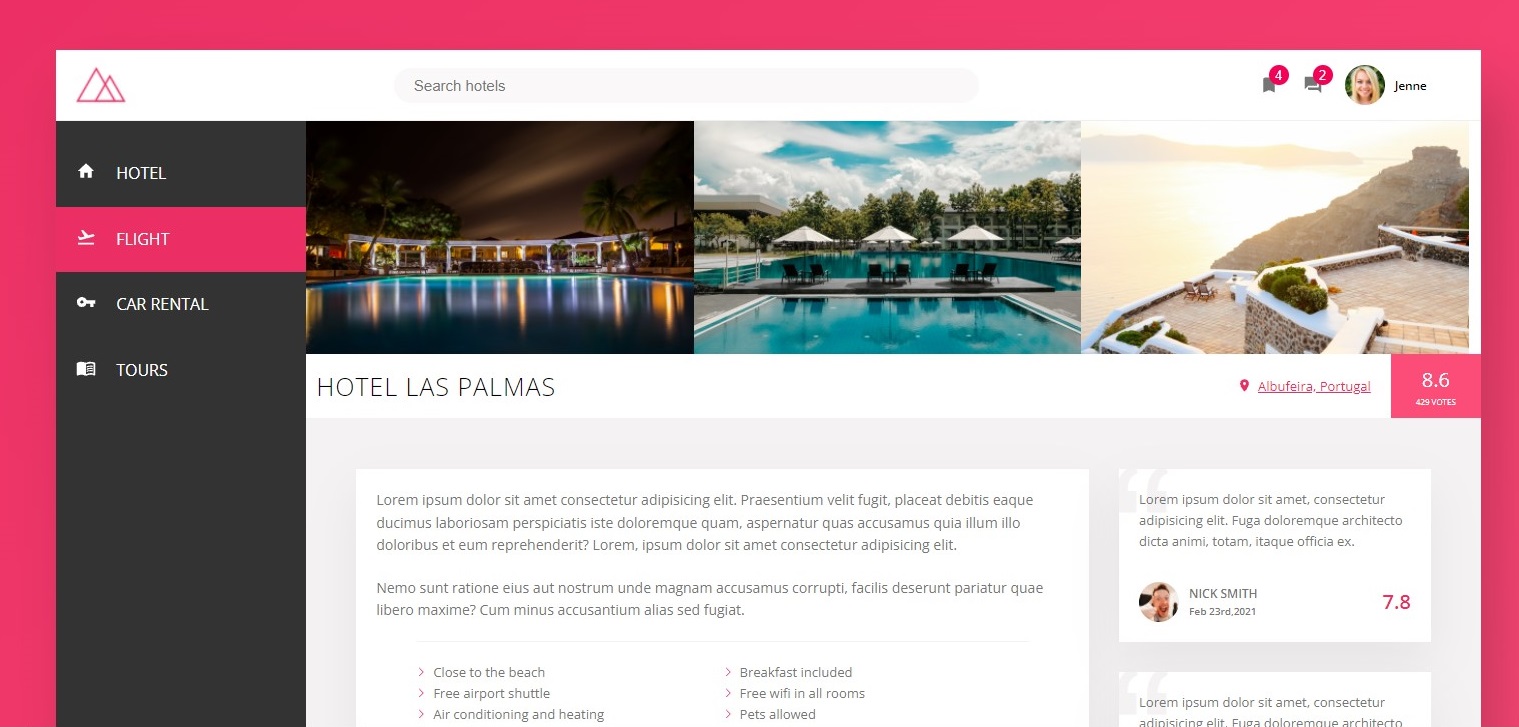 Search hotels
4
2
Jenne
HOTEL
FLIGHT
CAR RENTAL
TOURS
HOTEL LAS PALMAS
Albufeira, Portugal
8.6
429 VOTES
Lorem ipsum dolor sit amet consectetur adipisicing elit. Praesentium velit fugit, placeat debitis eaque
ducimus laboriosam perspiciatis iste doloremque quam, aspernatur quas accusamus quia illum illo
doloribus et eum reprehenderit? Lorem, ipsum dolor sit amet consectetur adipisicing elit.
Nemo sunt ratione eius aut nostrum unde magnam accusamus corrupti, facilis deserunt pariatur quae
libero maxime? Cum minus accusantium alias sed fugiat.
Close to the beach
Free airport shuttle
Air conditioning and heating
Breakfast included
Free wifi in all rooms
Pets allowed
Lorem ipsum dolor sit amet, consectetur
adipisicing elit. Fuga doloremque architecto
dicta animi, totam, itaque officia ex.
NICK SMITH
Feb 23rd,2021
7.8
Lorem ipsum dolor sit amet, consectetur
adipisicing elit. Fuga doloremque architecto